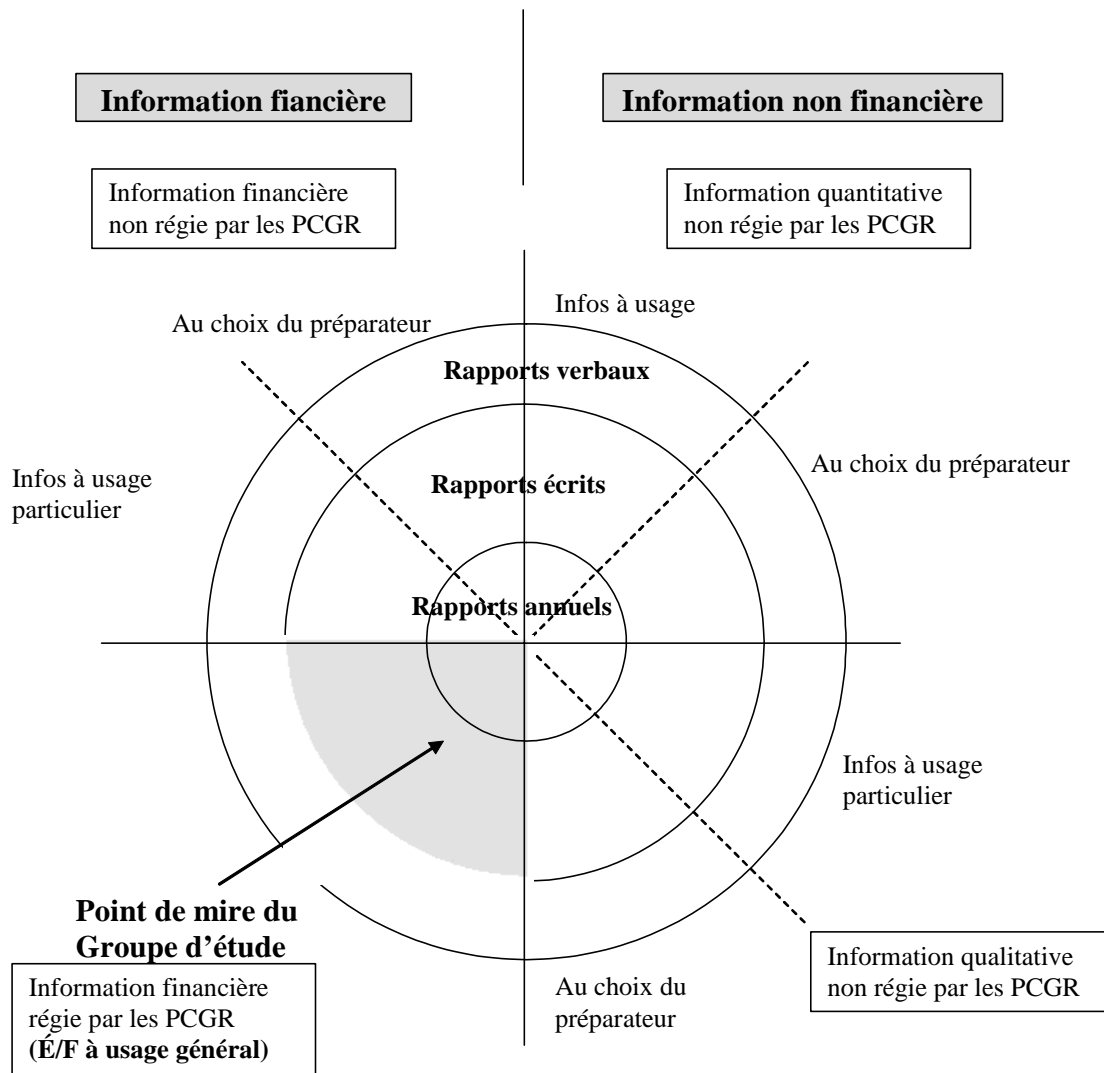 Information fiancière
Information non financière
Information financière
non régie par les PCGR
Information quantitative
non régie par les PCGR
Infos à usage
Au choix du préparateur
Rapports verbaux
Au choix du préparateur
Infos à usage
particulier
Rapports écrits
Rapports annuels
Infos à usage
particulier
Point de mire du
Groupe d'étude
Information financière
régie par les PCGR
(É/F à usage général)
Au choix du
préparateur
Information qualitative
non régie par les PCGR